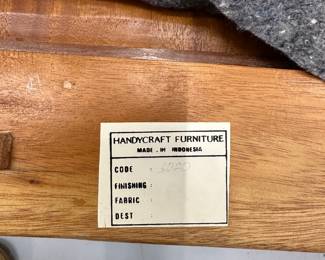 HANDYCRAFT FURNITURE
MADE . IN INDONESIA
CODE :
FINISHING :
FABRIC :
DEST :